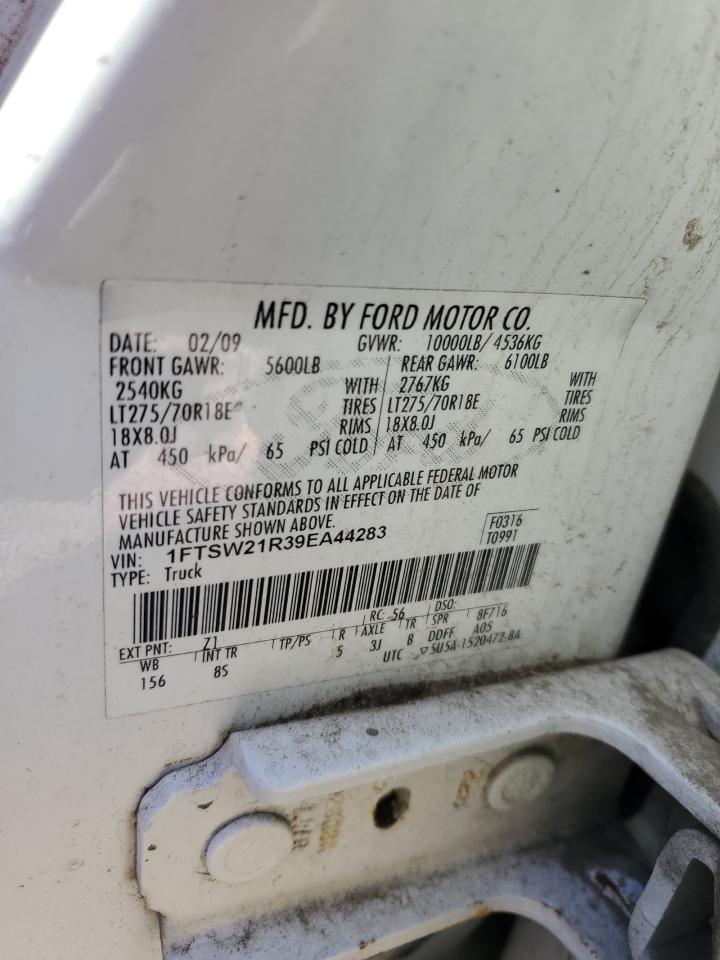 MFD. BY FORD MOTOR CO.
DATE: 02/09 GVWR: 10000LB/4536KG
FRONT GAWR: 5600LB REAR GAWR: 6100LB
2540KG WITH 2767KG WITH
LT275/70R18E TIRES LT275/70R18E TIRES
18X8.0J RIMS 18X8.0J RIMS
AT 450 kPa/ 65 PSI COLD AT 450 kPa/ 65 PSI COLD
THIS VEHICLE CONFORMS TO ALL APPLICABLE FEDERAL MOTOR
VEHICLE SAFETY STANDARDS IN EFFECT ON THE DATE OF
MANUFACTURE SHOWN ABOVE.
F0316
VIN: 1FTSW21R39EA44283
T0991
TYPE: Truck
EXT PNT: Z1 RC: 56 DSO:
WB INT TR TP/PS R AXLE TR SPR 8F716
156 8S 5 3J B DDFF A05
UTC ▽5U5A-1520472-BA